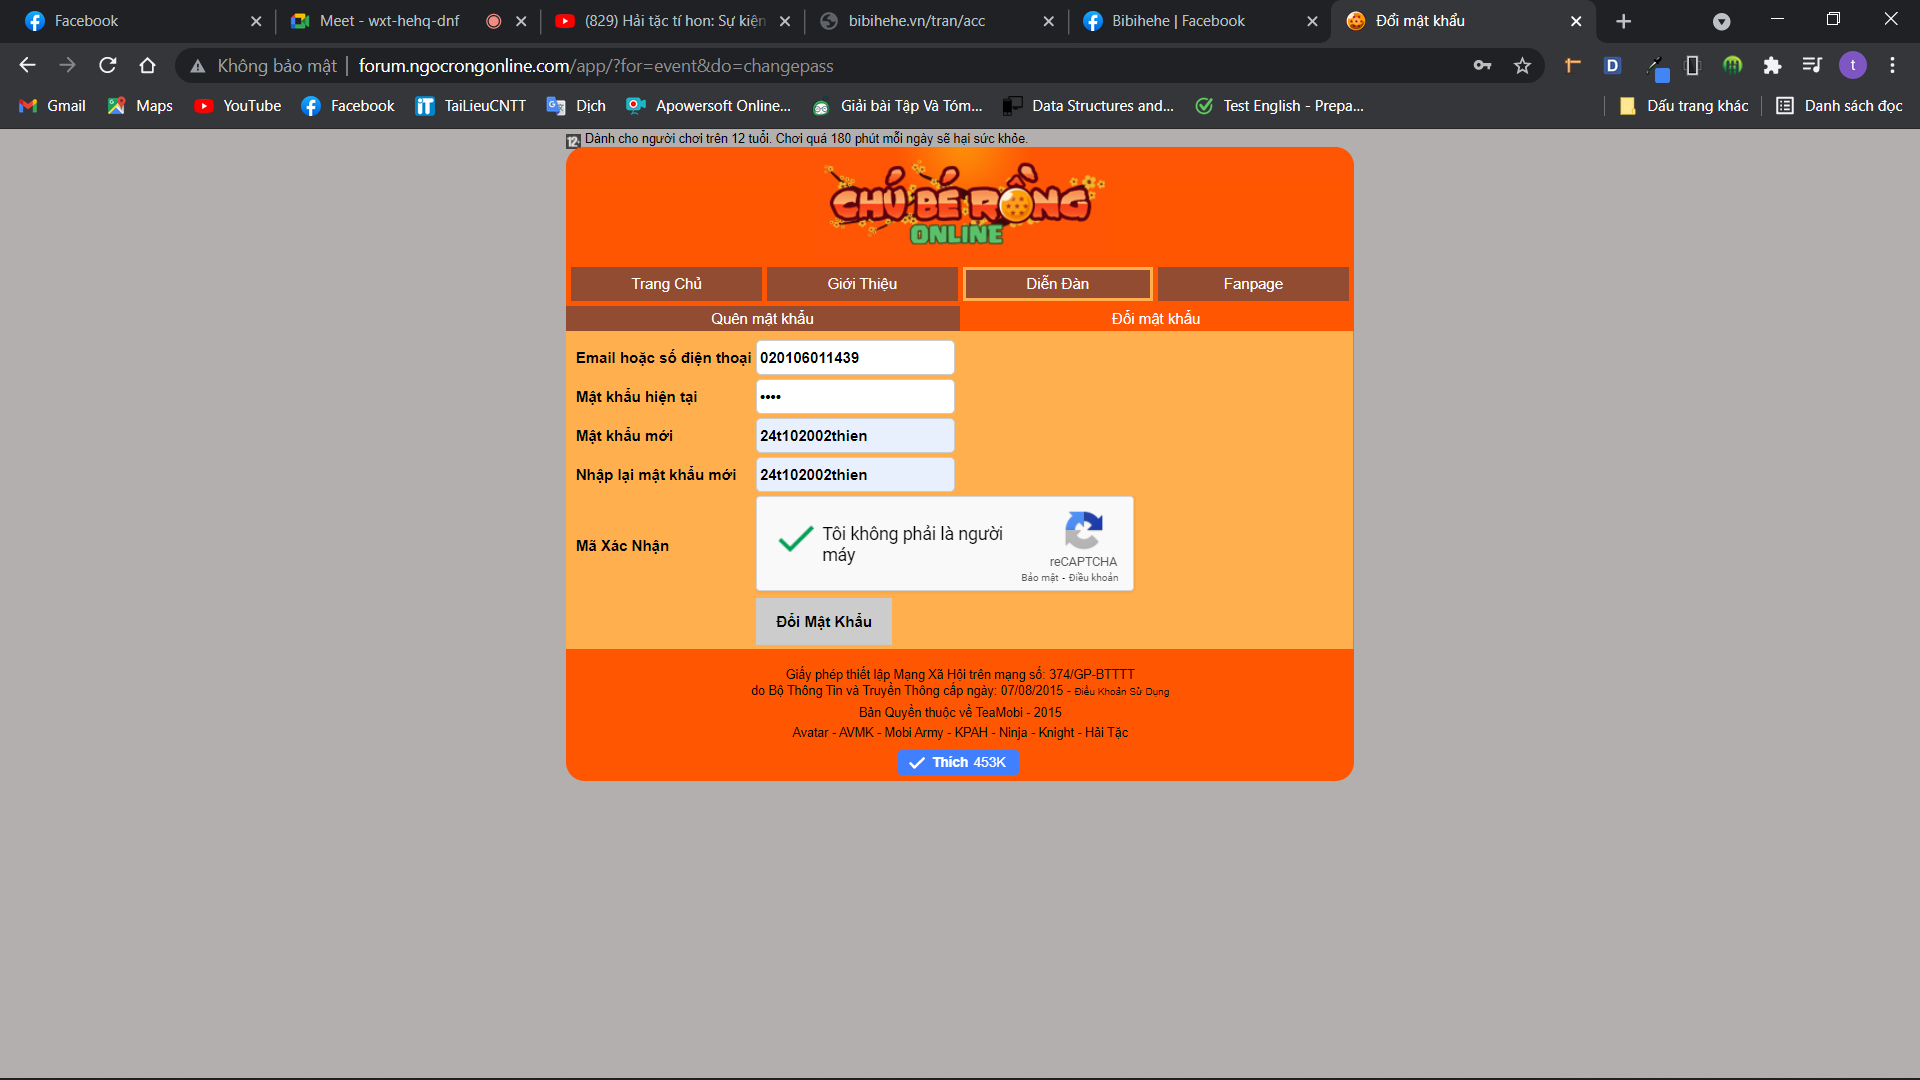 Facebook
Meet - wxt-hehq-dnf
(829) Hải tặc tí hon: Sự kiện
bibihehe.vn/tran/acc
Bibihehe | Facebook
Đổi mật khẩu
Không bảo mật
forum.ngocrongonline.com/app/?for=event&do=changepass
D
t
Gmail
Maps
YouTube
Facebook
TaiLieuCNTT
Dịch
Apowersoft Online...
Giải bài Tập Và Tóm...
Data Structures and...
Test English - Prepa...
Dấu trang khác
Danh sách đọc
12+ Dành cho người chơi trên 12 tuổi. Chơi quá 180 phút mỗi ngày sẽ hại sức khỏe.
CHÚ BÉ RỒNG
ONLINE
Trang Chủ
Giới Thiệu
Diễn Đàn
Fanpage
Quên mật khẩu
Đổi mật khẩu
Email hoặc số điện thoại
020106011439
Mật khẩu hiện tại
••••
Mật khẩu mới
24t102002thien
Nhập lại mật khẩu mới
24t102002thien
Mã Xác Nhận
Tôi không phải là người
máy
reCAPTCHA
Bảo mật - Điều khoản
Đổi Mật Khẩu
Giấy phép thiết lập Mạng Xã Hội trên mạng số: 374/GP-BTTTT
do Bộ Thông Tin và Truyền Thông cấp ngày: 07/08/2015 - Điều Khoản Sử Dụng
Bản Quyền thuộc về TeaMobi - 2015
Avatar - AVMK - Mobi Army - KPAH - Ninja - Knight - Hải Tặc
Thích 453K